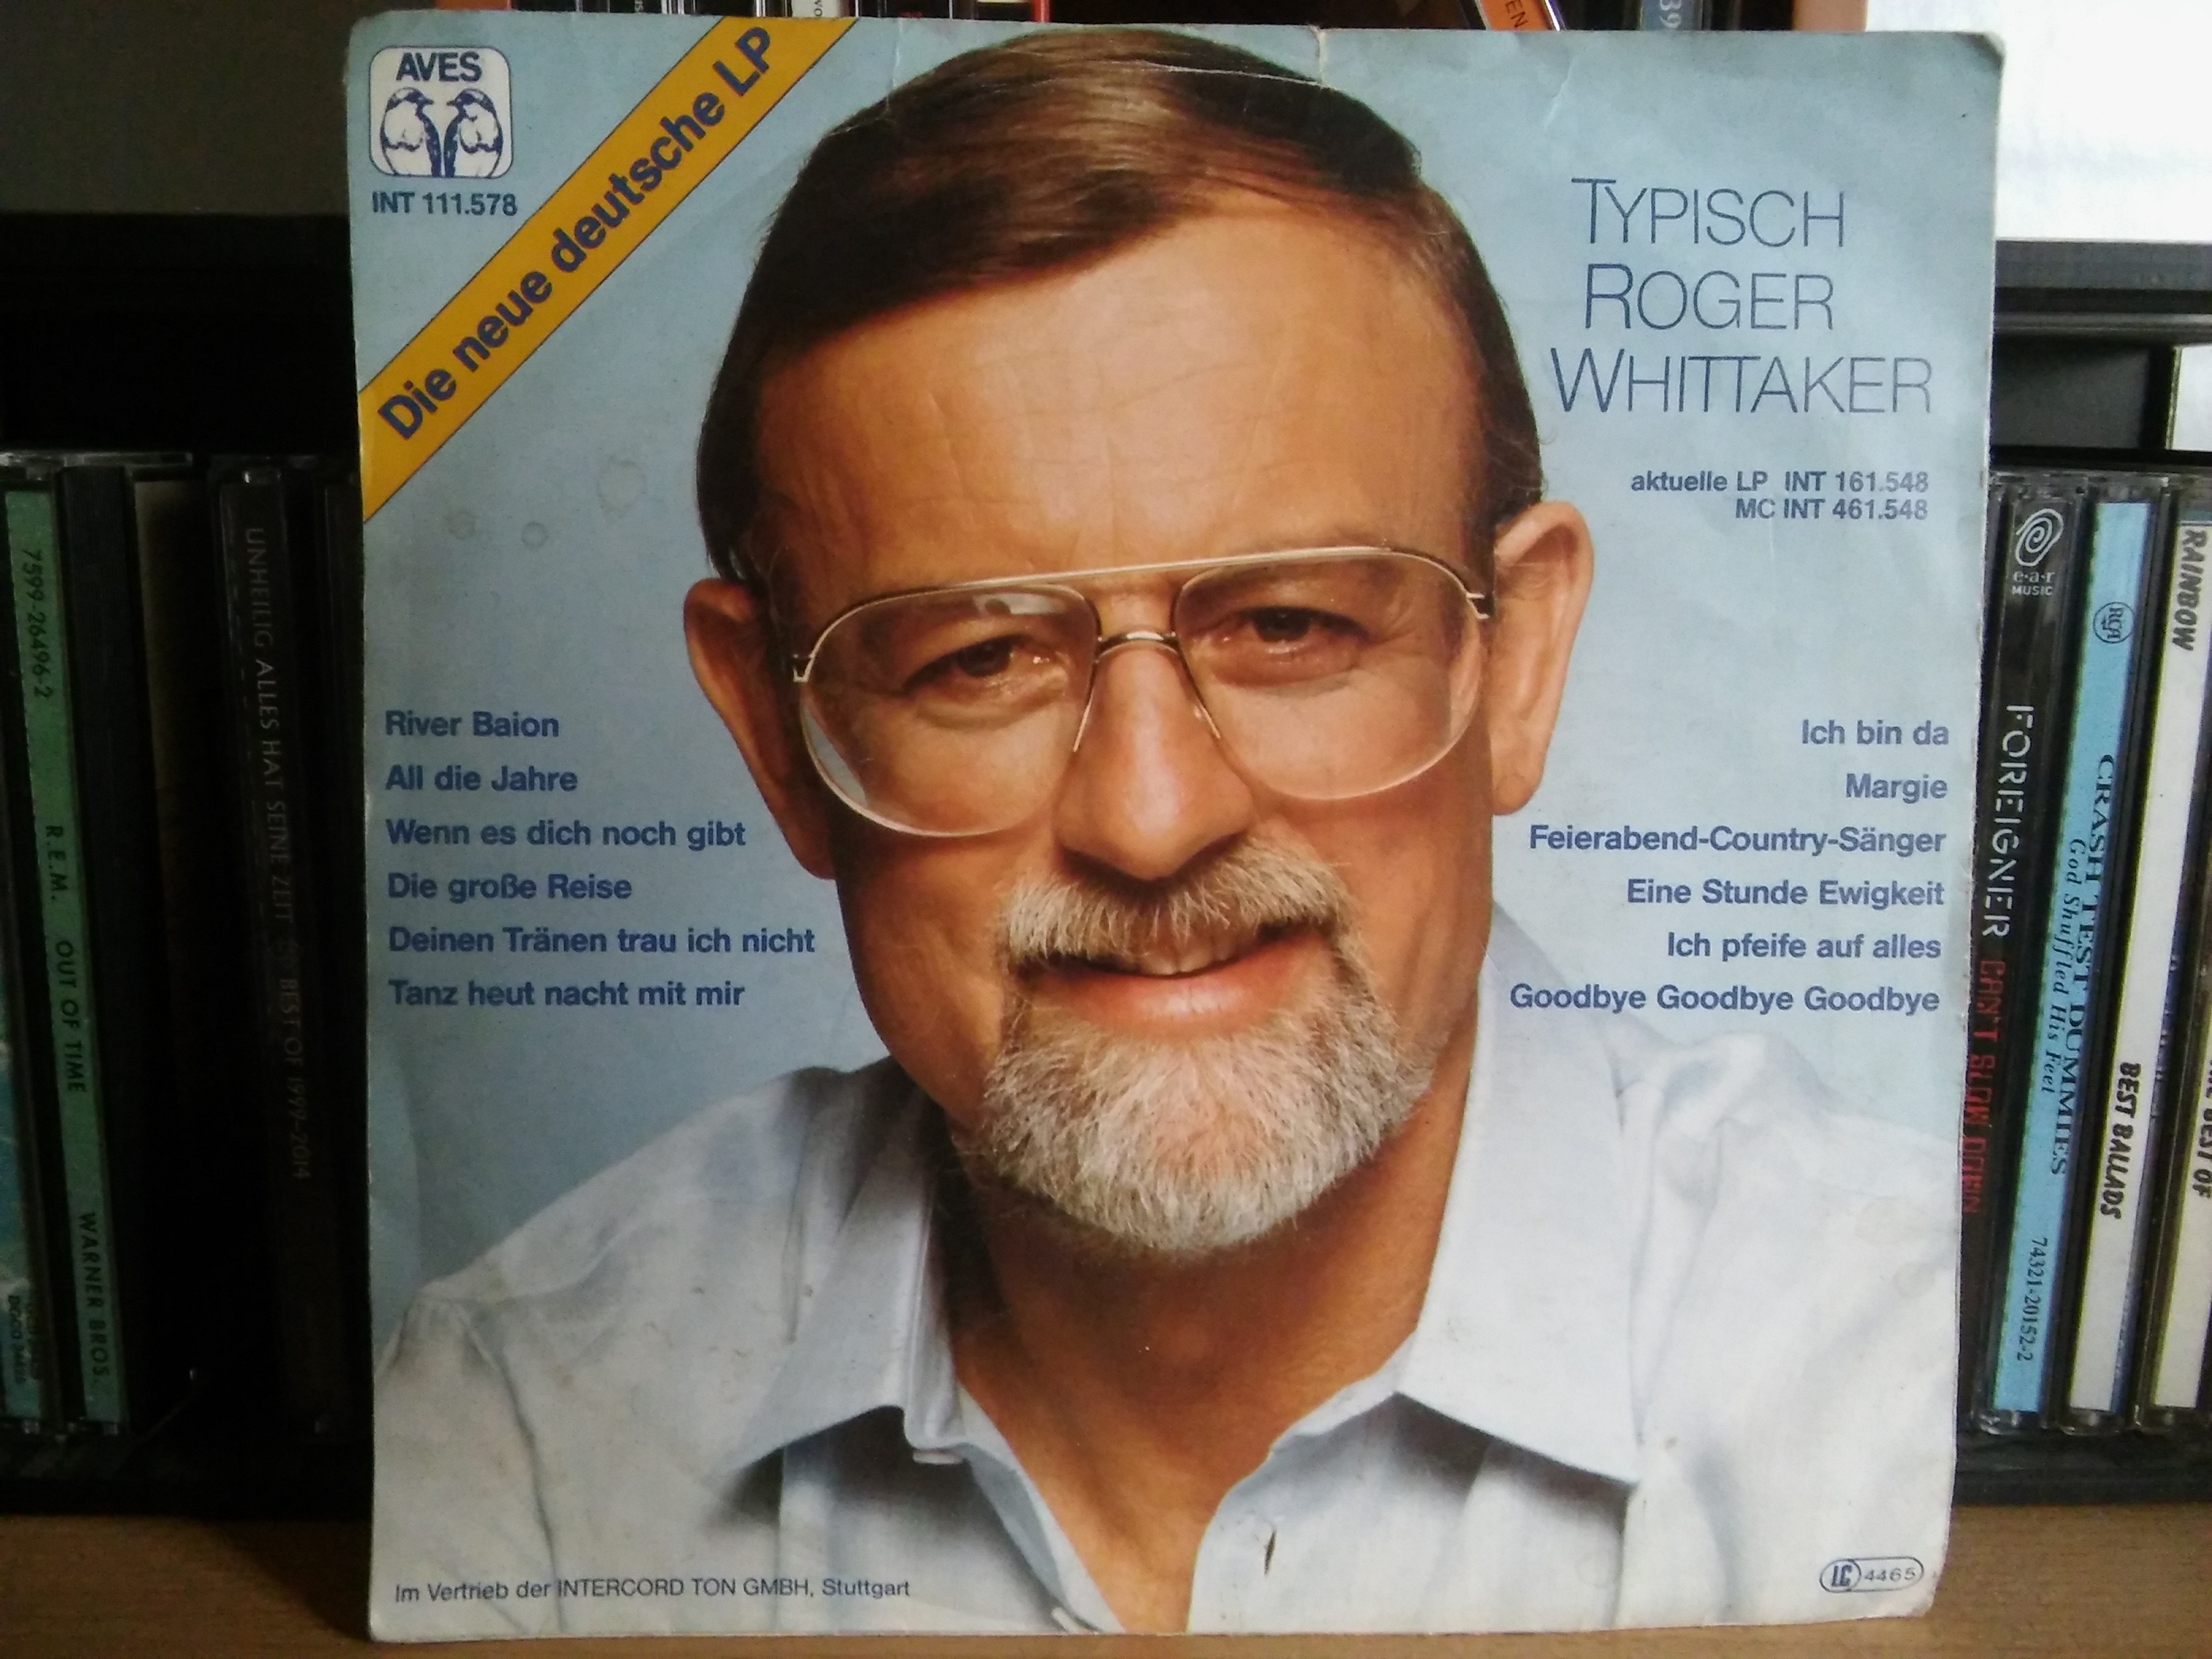 AVES
INT 111.578
Die neue deutsche LP
TYPISCH
ROGER
WHITTAKER
aktuelle LP INT 161.548
MC INT 461.548
River Baion
All die Jahre
Wenn es dich noch gibt
Die große Reise
Deinen Tränen trau ich nicht
Tanz heut nacht mit mir
Ich bin da
Margie
Feierabend-Country-Sänger
Eine Stunde Ewigkeit
Ich pfeife auf alles
Goodbye Goodbye Goodbye
Im Vertrieb der INTERCORD TON GMBH, Stuttgart
LC 4465
7599-26496-2 R.E.M. OUT OF TIME WARNER BROS.
UNHEILIG ALLES HAT SEINE ZEIT BEST OF 1999-2014
e·a·r
MUSIC
FOREIGNER CAN'T SLOW DOWN
RCA
CRASH TEST DUMMIES
God Shuffled His Feet
74321-20152-2
RAINBOW
BEST BALLADS
BEST OF
EN
39